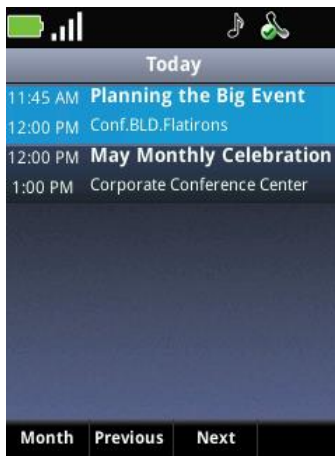 Today
11:45 AM Planning the Big Event
12:00 PM Conf.BLD.Flatirons
12:00 PM May Monthly Celebration
1:00 PM Corporate Conference Center
Month Previous Next